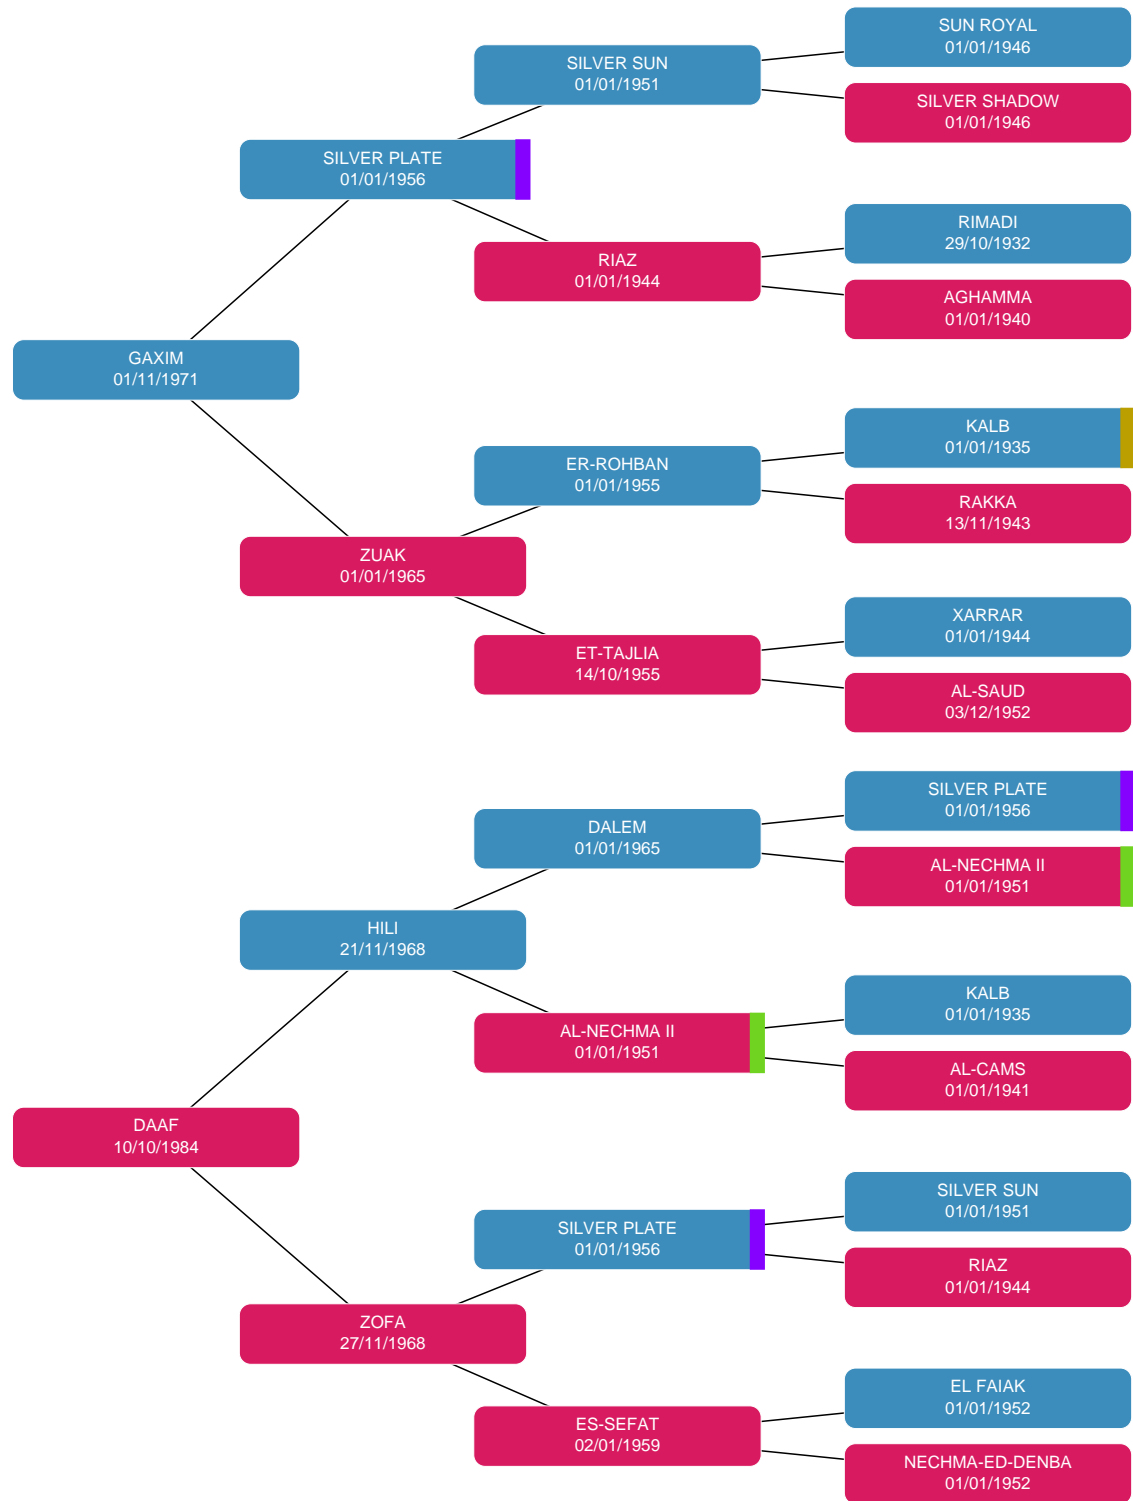 SUN ROYAL
01/01/1946
SILVER SUN
01/01/1951
SILVER SHADOW
01/01/1946
SILVER PLATE
01/01/1956
RIMADI
29/10/1932
RIAZ
01/01/1944
AGHAMMA
01/01/1940
GAXIM
01/11/1971
KALB
01/01/1935
ER-ROHBAN
01/01/1955
RAKKA
13/11/1943
ZUAK
01/01/1965
XARRAR
01/01/1944
ET-TAJLIA
14/10/1955
AL-SAUD
03/12/1952
SILVER PLATE
01/01/1956
DALEM
01/01/1965
AL-NECHMA II
01/01/1951
HILI
21/11/1968
KALB
01/01/1935
AL-NECHMA II
01/01/1951
AL-CAMS
01/01/1941
DAAF
10/10/1984
SILVER SUN
01/01/1951
SILVER PLATE
01/01/1956
RIAZ
01/01/1944
ZOFA
27/11/1968
EL FAIAK
01/01/1952
ES-SEFAT
02/01/1959
NECHMA-ED-DENBA
01/01/1952